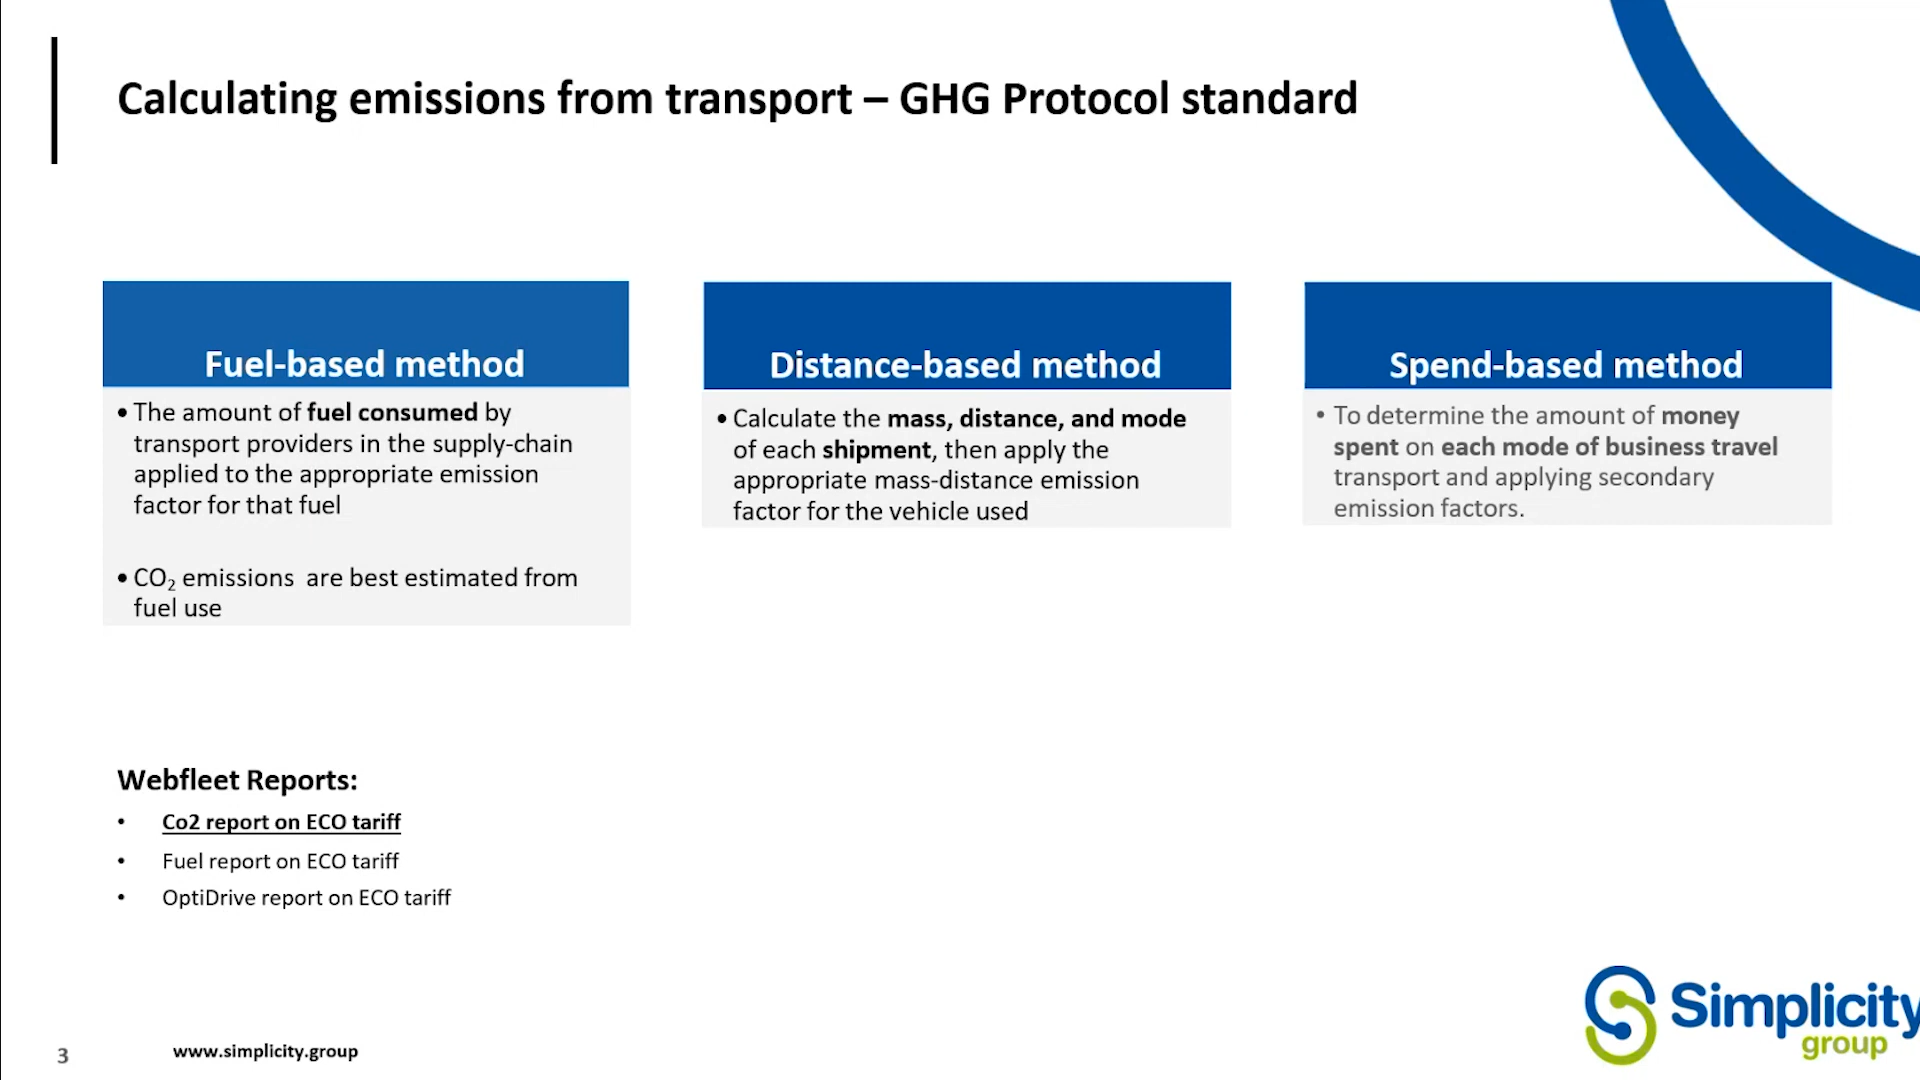 Calculating emissions from transport – GHG Protocol standard
Fuel-based method
• The amount of fuel consumed by
transport providers in the supply-chain
applied to the appropriate emission
factor for that fuel
• CO₂ emissions  are best estimated from
fuel use
Distance-based method
• Calculate the mass, distance, and mode
of each shipment, then apply the
appropriate mass-distance emission
factor for the vehicle used
Spend-based method
• To determine the amount of money
spent on each mode of business travel
transport and applying secondary
emission factors.
Webfleet Reports:
• Co2 report on ECO tariff
• Fuel report on ECO tariff
• OptiDrive report on ECO tariff
3
www.simplicity.group
Simplicity
group